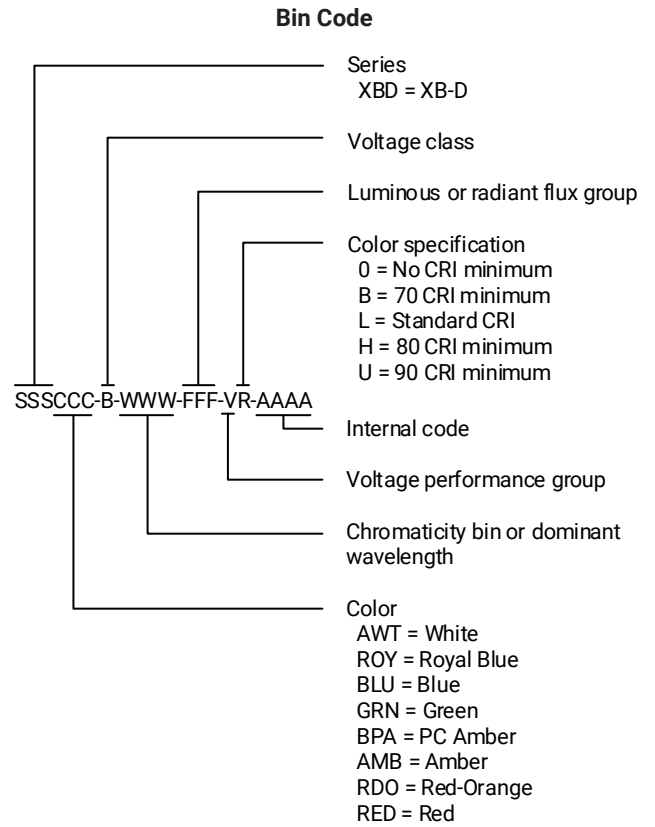 Bin Code
Series
XBD = XB-D
Voltage class
Luminous or radiant flux group
Color specification
0 = No CRI minimum
B = 70 CRI minimum
L = Standard CRI
H = 80 CRI minimum
U = 90 CRI minimum
SSSCCC-B-WWW-FFF-VR-AAAA
Internal code
Voltage performance group
Chromaticity bin or dominant
wavelength
Color
AWT = White
ROY = Royal Blue
BLU = Blue
GRN = Green
BPA = PC Amber
AMB = Amber
RDO = Red-Orange
RED = Red